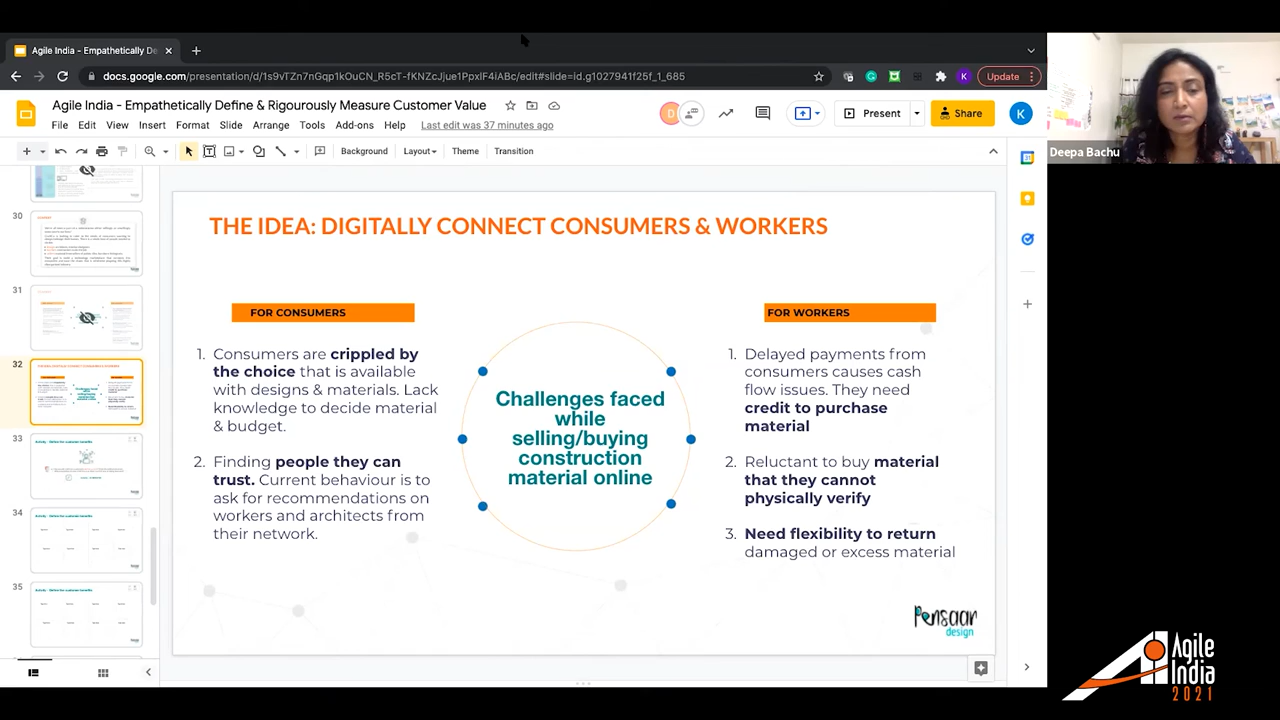 Agile India - Empathetically De
docs.google.com/presentation/d/1s9vTZn7nGqp1kOuCN_R5cT-fKNZcJjue1PpxIF4iABc/edit#slide=id.g1027941f25f_1_685
K
Update
Agile India - Empathetically Define & Rigourously Measure Customer Value
File Edit View Insert Format Slide Arrange Tools Add Help Last edit was 37 minutes ago
D
Present
Share
K
Background Layout Theme Transition
Deepa Bachu
30
31
32
33
34
35
THE IDEA: DIGITALLY CONNECT CONSUMERS & WORKERS
FOR CONSUMERS
1. Consumers are crippled by
the choice that is available
with designs & material. Lack
knowledge to decide material
& budget.
2. Finding people they can
trust. Current behaviour is to
ask for recommendations on
workers and architects from
their network.
Challenges faced
while
selling/buying
construction
material online
FOR WORKERS
1. Delayed payments from
consumers causes cash
flow issues. They need
credit to purchase
material
2. Reluctant to buy material
that they cannot
physically verify
3. Need flexibility to return
damaged or excess material
Pensaar
design
Agile
India
2021